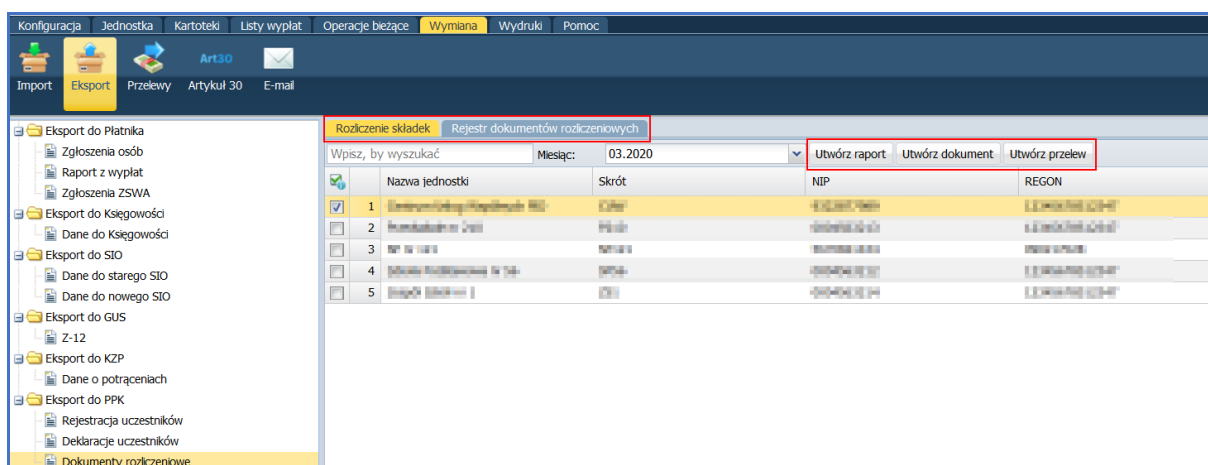 Konfiguracja Jednostka Kartoteki Listy wypłat Operacje bieżące Wymiana Wydruki Pomoc
Art30
Import Eksport Przelewy Artykuł 30 E-mail
Eksport do Płatnika
Zgłoszenia osób
Raport z wypłat
Zgłoszenia ZSWA
Eksport do Księgowości
Dane do Księgowości
Eksport do SIO
Dane do starego SIO
Dane do nowego SIO
Eksport do GUS
Z-12
Eksport do KZP
Dane o potrąceniach
Eksport do PPK
Rejestracja uczestników
Deklaracje uczestników
Dokumenty rozliczeniowe
Rozliczenie składek Rejestr dokumentów rozliczeniowych
Wpisz, by wyszukać Miesiąc: 03.2020 Utwórz raport Utwórz dokument Utwórz przelew
Nazwa jednostki Skrót NIP REGON
1
2
3
4
5